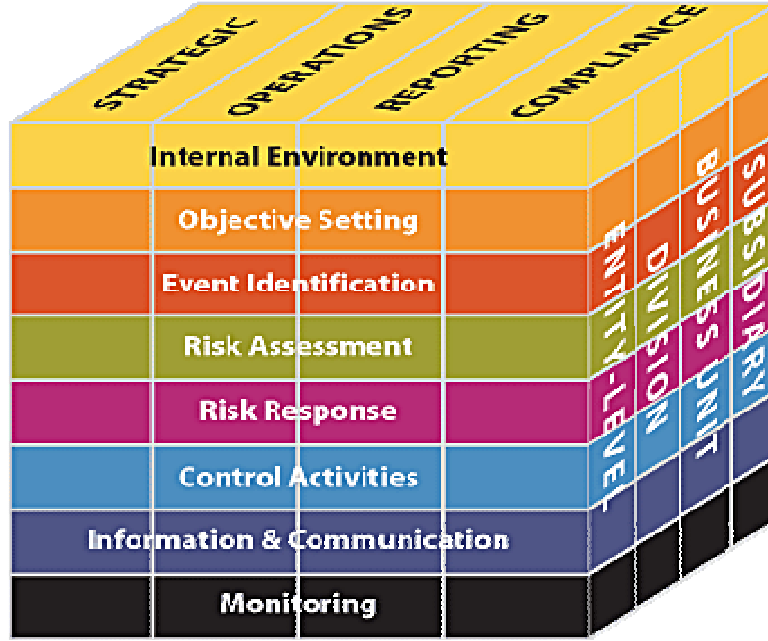 STRATEGIC
OPERATIONS
REPORTING
COMPLIANCE
Internal Environment
Objective Setting
Event Identification
Risk Assessment
Risk Response
Control Activities
Information & Communication
Monitoring
ENTITY-LEVEL
DIVISION
BUSINESS UNIT
SUBSIDIARY